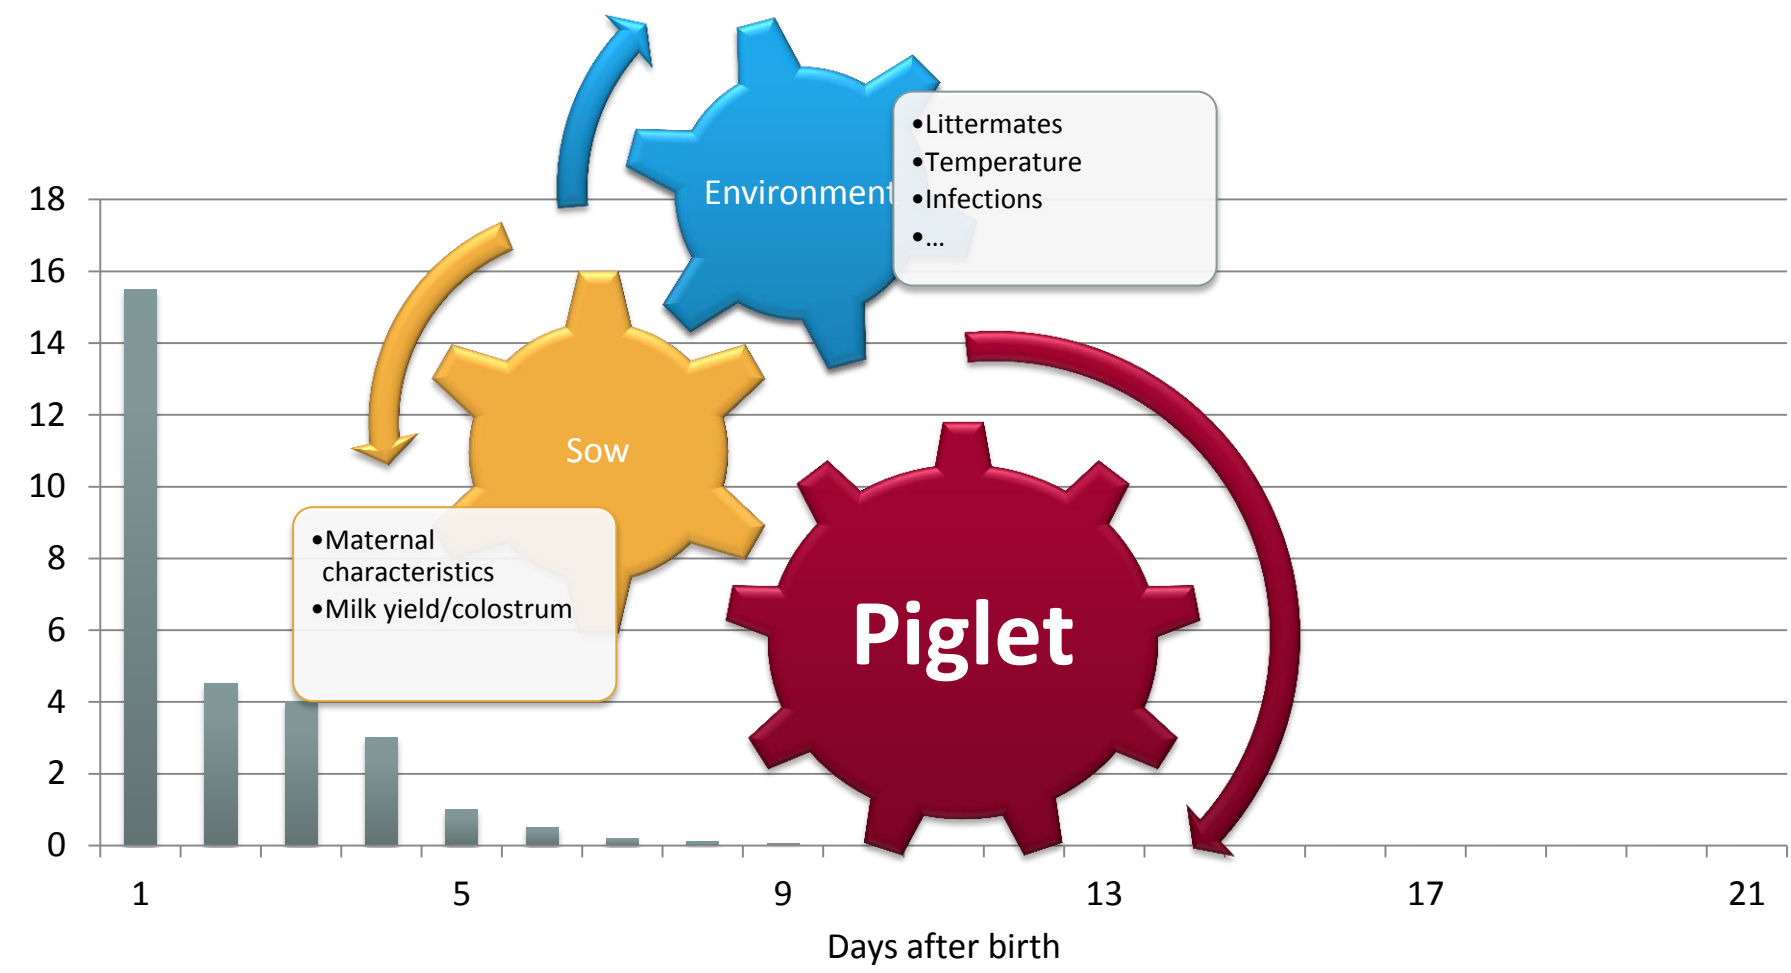 Environment
•Littermates
•Temperature
•Infections
•...
18
16
14
12
10
8
6
4
2
0
Sow
•Maternal
characteristics
•Milk yield/colostrum
Piglet
1 5 9 13 17 21
Days after birth